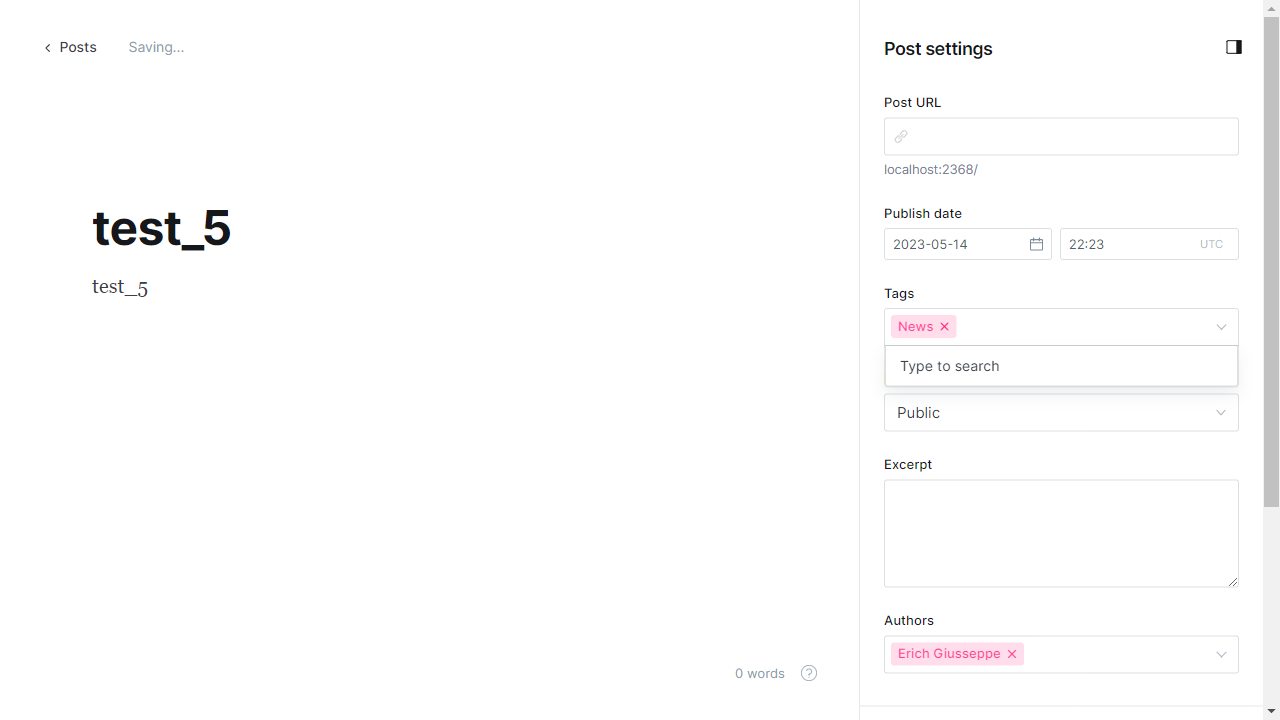 Posts
Saving...
test_5
test_5
0 words
?
Post settings
Post URL
localhost:2368/
Publish date
2023-05-14
22:23 UTC
Tags
News ×
Type to search
Public
Excerpt
Authors
Erich Giusseppe ×